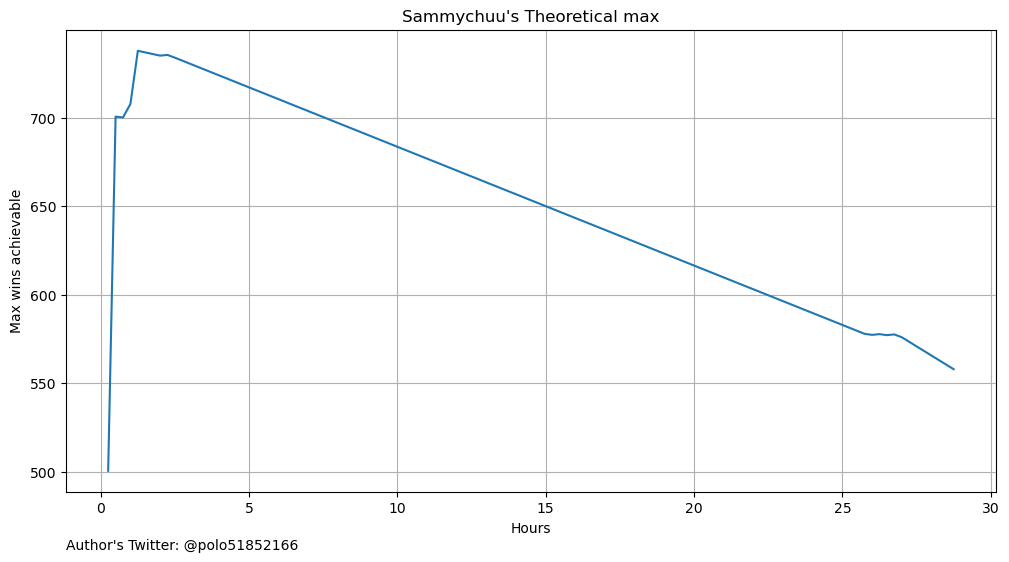 Sammychuu's Theoretical max
Max wins achievable
700
650
600
550
500
0 5 10 15 20 25 30
Hours
Author's Twitter: @polo51852166